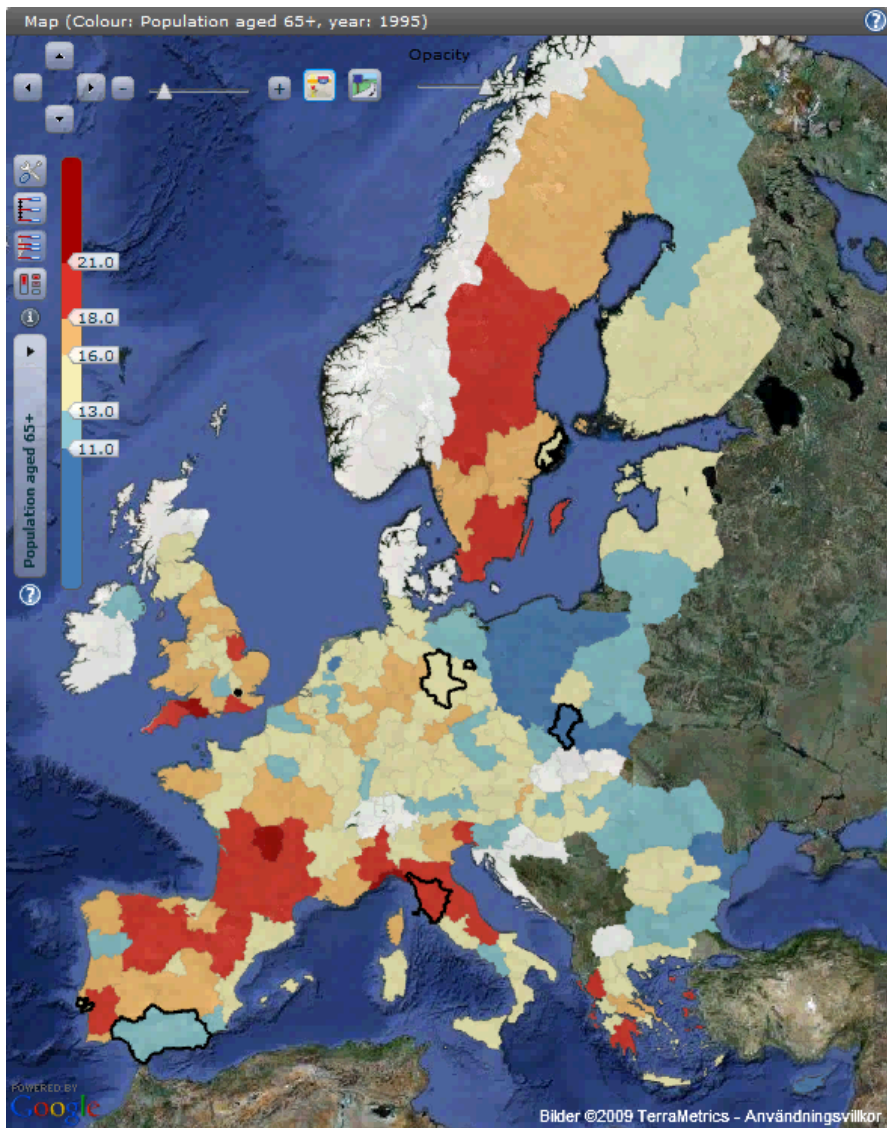 Map (Colour: Population aged 65+, year: 1995)
?
Opacity
- +
21.0
18.0
16.0
13.0
11.0
i
Population aged 65+
?
POWERED BY
Google
Bilder ©2009 TerraMetrics - Användningsvillkor